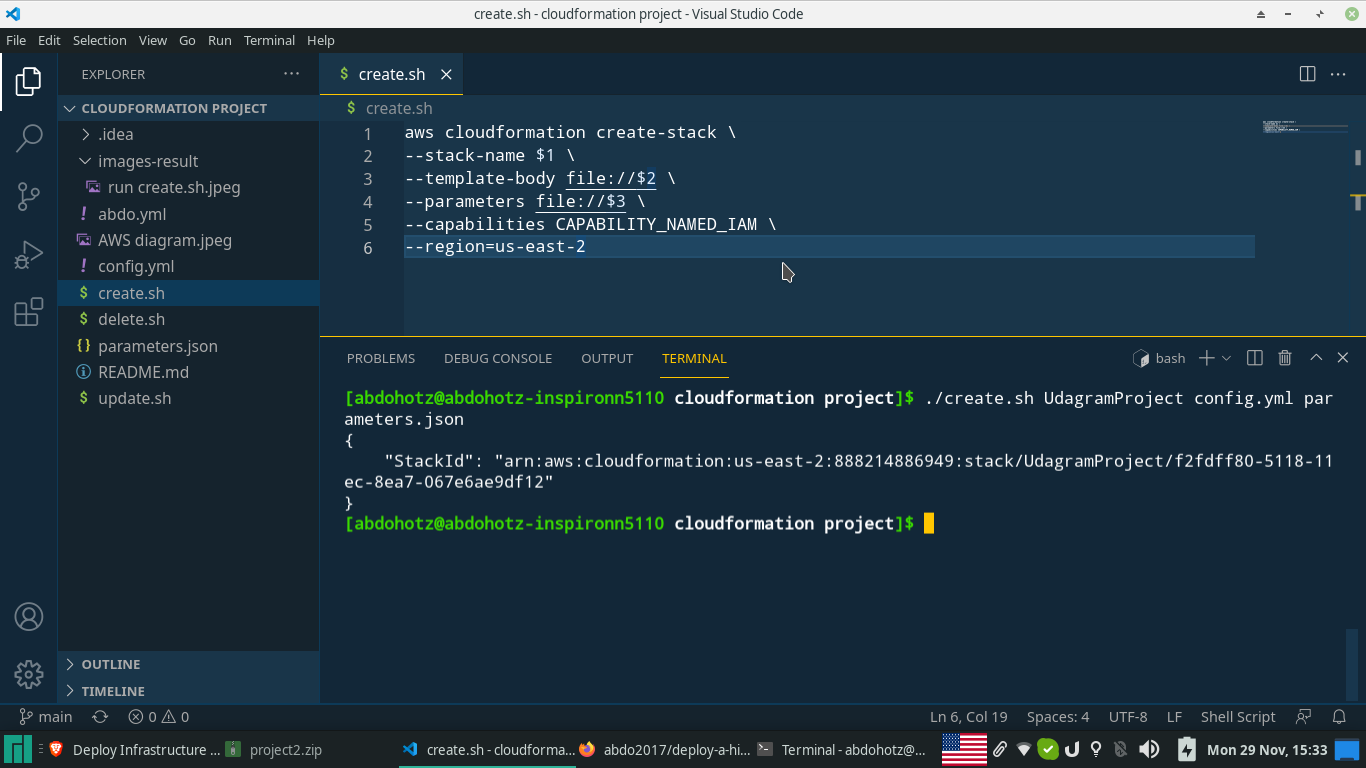 create.sh - cloudformation project - Visual Studio Code
File Edit Selection View Go Run Terminal Help
EXPLORER
CLOUDFORMATION PROJECT
.idea
images-result
run create.sh.jpeg
abdo.yml
AWS diagram.jpeg
config.yml
create.sh
delete.sh
parameters.json
README.md
update.sh
OUTLINE
TIMELINE
create.sh
create.sh
1 aws cloudformation create-stack \
2 --stack-name $1 \
3 --template-body file://$2 \
4 --parameters file://$3 \
5 --capabilities CAPABILITY_NAMED_IAM \
6 --region=us-east-2
PROBLEMS DEBUG CONSOLE OUTPUT TERMINAL bash
[abdohotz@abdohotz-inspironn5110 cloudformation project]$ ./create.sh UdagramProject config.yml par
ameters.json
{
    "StackId": "arn:aws:cloudformation:us-east-2:888214886949:stack/UdagramProject/f2fdff80-5118-11
ec-8ea7-067e6ae9df12"
}
[abdohotz@abdohotz-inspironn5110 cloudformation project]$
main 0 0 Ln 6, Col 19 Spaces: 4 UTF-8 LF Shell Script
Deploy Infrastructure ... project2.zip create.sh - cloudforma... abdo2017/deploy-a-hi... Terminal - abdohotz@... Mon 29 Nov, 15:33